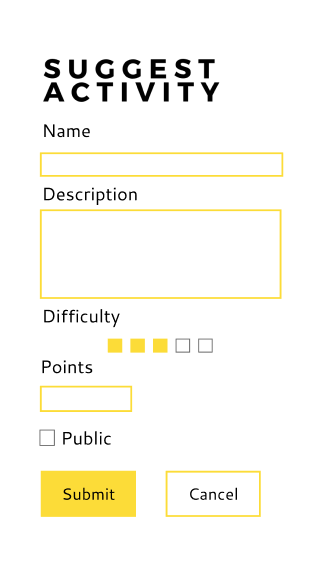 SUGGEST
ACTIVITY
Name
Description
Difficulty
Points
Public
Submit Cancel